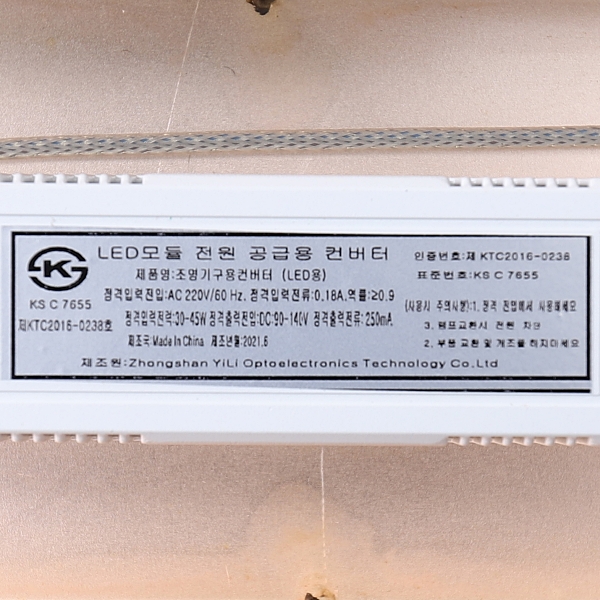 LED모듈 전원 공급용 컨버터
제품명:조명기구용컨버터 (LED용)
정격입력전입:AC 220V/60 Hz, 정격입력전류:0.18A,역률:≥0.9
정격입력전력:30-45W 정격출력전입:DC:90-140V 정격출력전류:250mA
제조국:Made In China 제조년월:2021.6
제조원:Zhongshan YiLi Optoelectronics Technology Co.,Ltd
KS C 7655
제KTC2016-0238호
인증번호:제 KTC2016-0238
표준번호:KS C 7655
(사용시 주의사항):1, 정격 전압에서 사용하세요
3, 램프교환시 전원 차단
2, 부품 교환 및 개조를 하지마세요